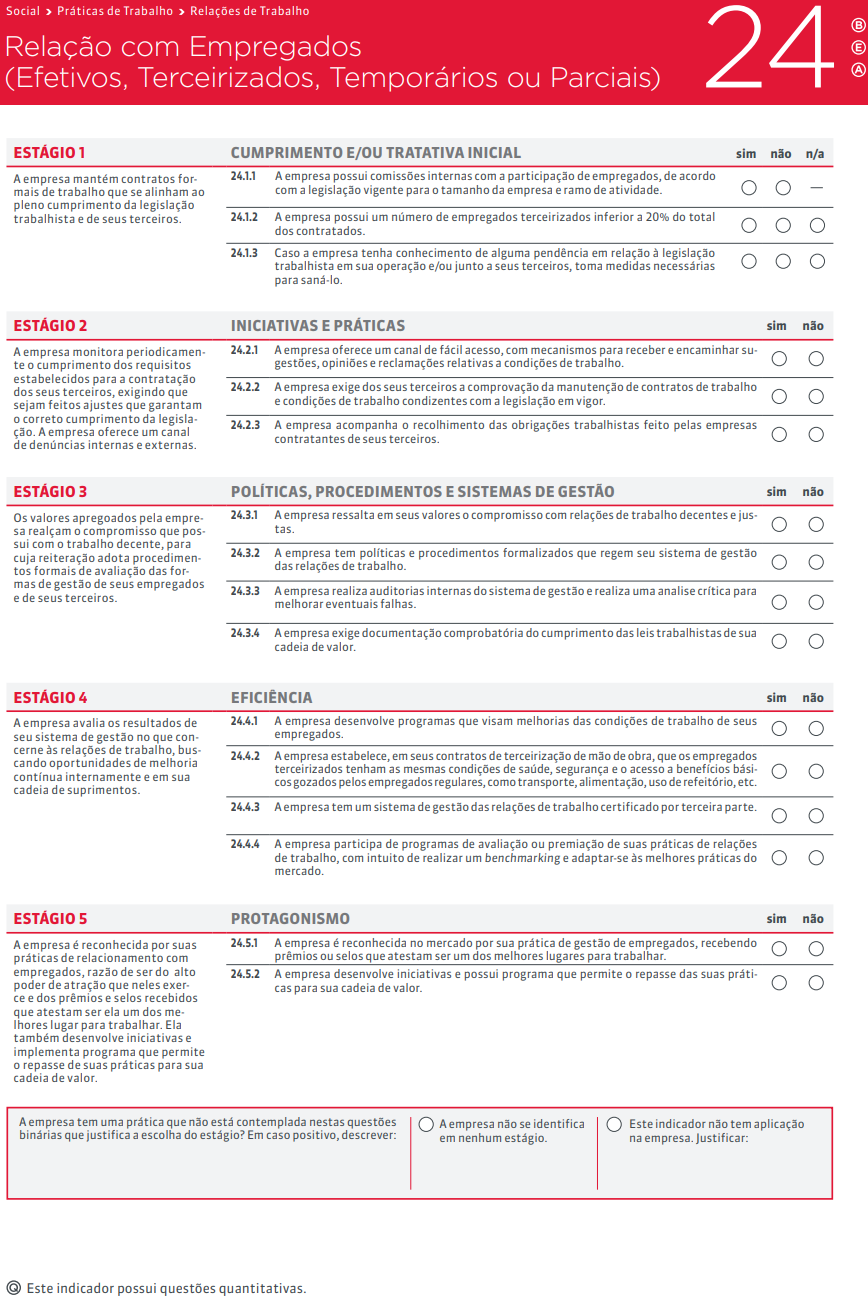 Social > Práticas de Trabalho > Relações de Trabalho
Relação com Empregados
(Efetivos, Terceirizados, Temporários ou Parciais)
24
B
E
A
ESTÁGIO 1
A empresa mantém contratos for-
mais de trabalho que se alinham ao
pleno cumprimento da legislação
trabalhista e de seus terceiros.
CUMPRIMENTO E/OU TRATATIVA INICIAL sim não n/a
24.1.1 A empresa possui comissões internas com a participação de empregados, de acordo
com a legislação vigente para o tamanho da empresa e ramo de atividade. —
24.1.2 A empresa possui um número de empregados terceirizados inferior a 20% do total
dos contratados.
24.1.3 Caso a empresa tenha conhecimento de alguma pendência em relação à legislação
trabalhista em sua operação e/ou junto a seus terceiros, toma medidas necessárias
para saná-lo.
ESTÁGIO 2
A empresa monitora periodicamen-
te o cumprimento dos requisitos
estabelecidos para a contratação
dos seus terceiros, exigindo que
sejam feitos ajustes que garantam
o correto cumprimento da legisla-
ção. A empresa oferece um canal
de denúncias internas e externas.
INICIATIVAS E PRÁTICAS sim não
24.2.1 A empresa oferece um canal de fácil acesso, com mecanismos para receber e encaminhar su-
gestões, opiniões e reclamações relativas a condições de trabalho.
24.2.2 A empresa exige dos seus terceiros a comprovação da manutenção de contratos de trabalho
e condições de trabalho condizentes com a legislação em vigor.
24.2.3 A empresa acompanha o recolhimento das obrigações trabalhistas feito pelas empresas
contratantes de seus terceiros.
ESTÁGIO 3
Os valores apregoados pela empre-
sa realçam o compromisso que pos-
sui com o trabalho decente, para
cuja reiteração adota procedimen-
tos formais de avaliação das for-
mas de gestão de seus empregados
e de seus terceiros.
POLÍTICAS, PROCEDIMENTOS E SISTEMAS DE GESTÃO sim não
24.3.1 A empresa ressalta em seus valores o compromisso com relações de trabalho decentes e jus-
tas.
24.3.2 A empresa tem políticas e procedimentos formalizados que regem seu sistema de gestão
das relações de trabalho.
24.3.3 A empresa realiza auditorias internas do sistema de gestão e realiza uma analise crítica para
melhorar eventuais falhas.
24.3.4 A empresa exige documentação comprobatória do cumprimento das leis trabalhistas de sua
cadeia de valor.
ESTÁGIO 4
A empresa avalia os resultados de
seu sistema de gestão no que con-
cerne às relações de trabalho, bus-
cando oportunidades de melhoria
contínua internamente e em sua
cadeia de suprimentos.
EFICIÊNCIA sim não
24.4.1 A empresa desenvolve programas que visam melhorias das condições de trabalho de seus
empregados.
24.4.2 A empresa estabelece, em seus contratos de terceirização de mão de obra, que os empregados
terceirizados tenham as mesmas condições de saúde, segurança e o acesso a benefícios bási-
cos gozados pelos empregados regulares, como transporte, alimentação, uso de refeitório, etc.
24.4.3 A empresa tem um sistema de gestão das relações de trabalho certificado por terceira parte.
24.4.4 A empresa participa de programas de avaliação ou premiação de suas práticas de relações
de trabalho, com intuito de realizar um benchmarking e adaptar-se às melhores práticas do
mercado.
ESTÁGIO 5
A empresa é reconhecida por suas
práticas de relacionamento com
empregados, razão de ser do alto
poder de atração que neles exer-
ce e dos prêmios e selos recebidos
que atestam ser ela um dos me-
lhores lugar para trabalhar. Ela
também desenvolve iniciativas e
implementa programa que permite
o repasse de suas práticas para sua
cadeia de valor.
PROTAGONISMO sim não
24.5.1 A empresa é reconhecida no mercado por sua prática de gestão de empregados, recebendo
prêmios ou selos que atestam ser um dos melhores lugares para trabalhar.
24.5.2 A empresa desenvolve iniciativas e possui programa que permite o repasse das suas práti-
cas para sua cadeia de valor.
A empresa tem uma prática que não está contemplada nestas questões
binárias que justifica a escolha do estágio? Em caso positivo, descrever:
A empresa não se identifica
em nenhum estágio.
Este indicador não tem aplicação
na empresa. Justificar:
Q Este indicador possui questões quantitativas.